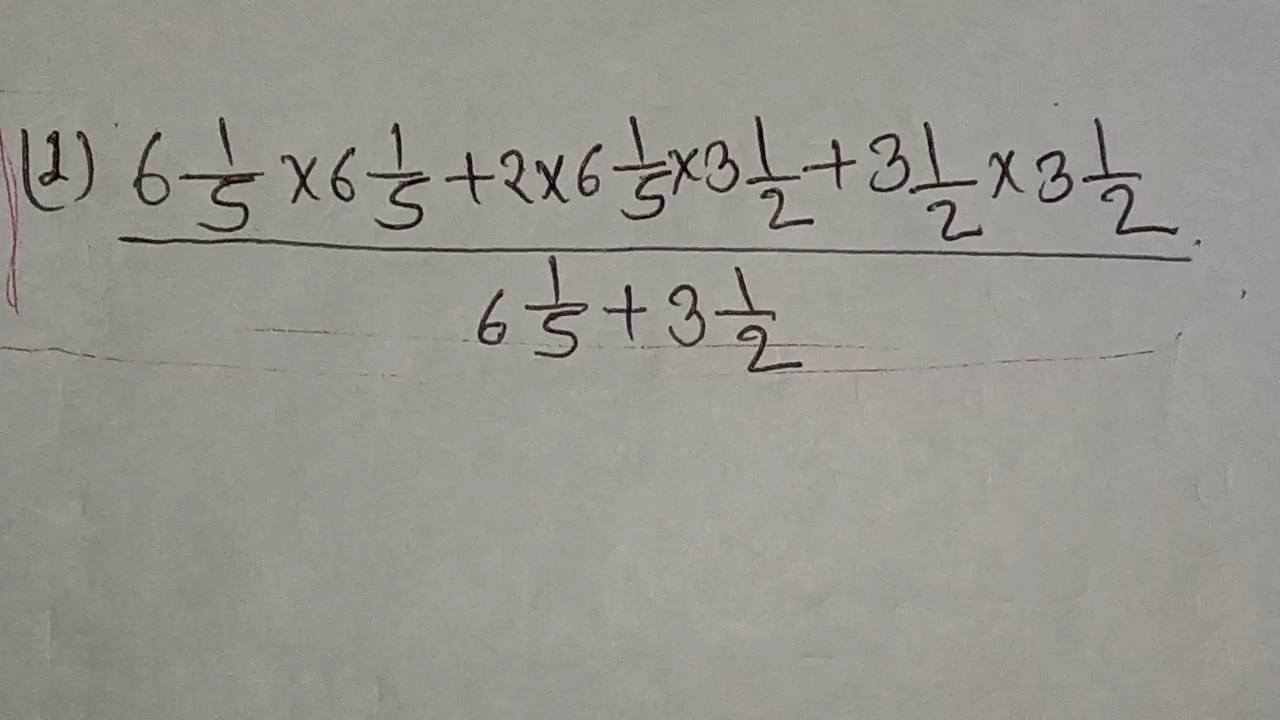 (1) 6 1/5 × 6 1/5 + 2 × 6 1/5 × 3 1/2 + 3 1/2 × 3 1/2
6 1/5 + 3 1/2